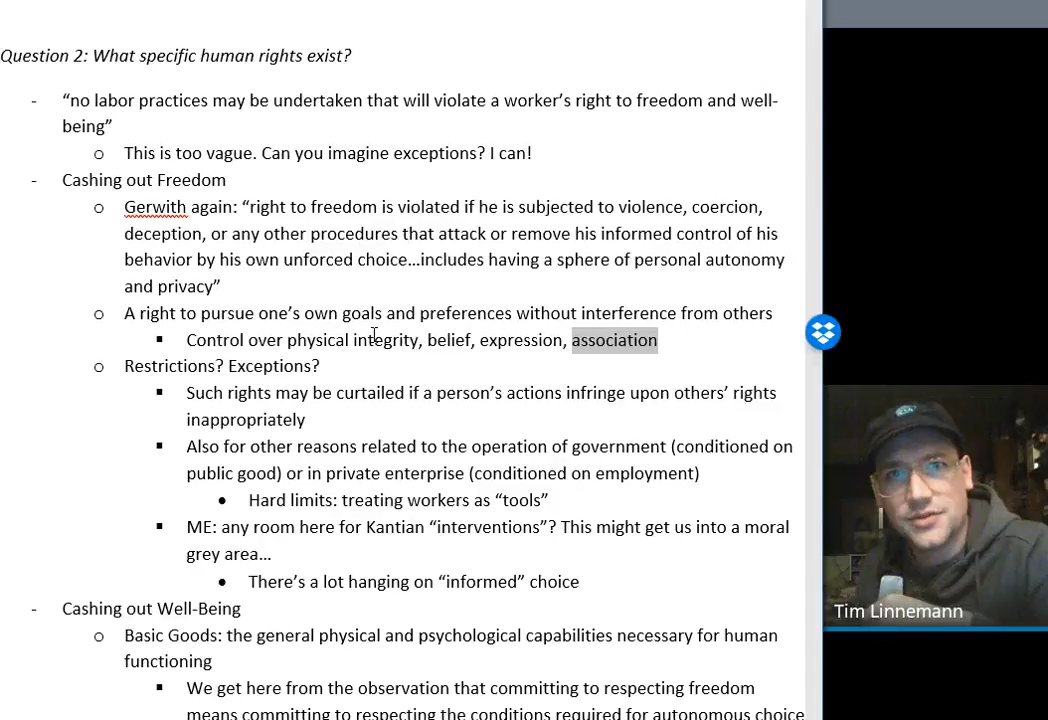 Question 2: What specific human rights exist?
- “no labor practices may be undertaken that will violate a worker’s right to freedom and well-
being”
o This is too vague. Can you imagine exceptions? I can!
- Cashing out Freedom
o Gerwith again: “right to freedom is violated if he is subjected to violence, coercion,
deception, or any other procedures that attack or remove his informed control of his
behavior by his own unforced choice…includes having a sphere of personal autonomy
and privacy”
o A right to pursue one’s own goals and preferences without interference from others
▪ Control over physical integrity, belief, expression, association
o Restrictions? Exceptions?
▪ Such rights may be curtailed if a person’s actions infringe upon others’ rights
inappropriately
▪ Also for other reasons related to the operation of government (conditioned on
public good) or in private enterprise (conditioned on employment)
• Hard limits: treating workers as “tools”
▪ ME: any room here for Kantian “interventions”? This might get us into a moral
grey area…
• There’s a lot hanging on “informed” choice
- Cashing out Well-Being
o Basic Goods: the general physical and psychological capabilities necessary for human
functioning
▪ We get here from the observation that committing to respecting freedom
means committing to respecting the conditions required for autonomous choice
Tim Linnemann